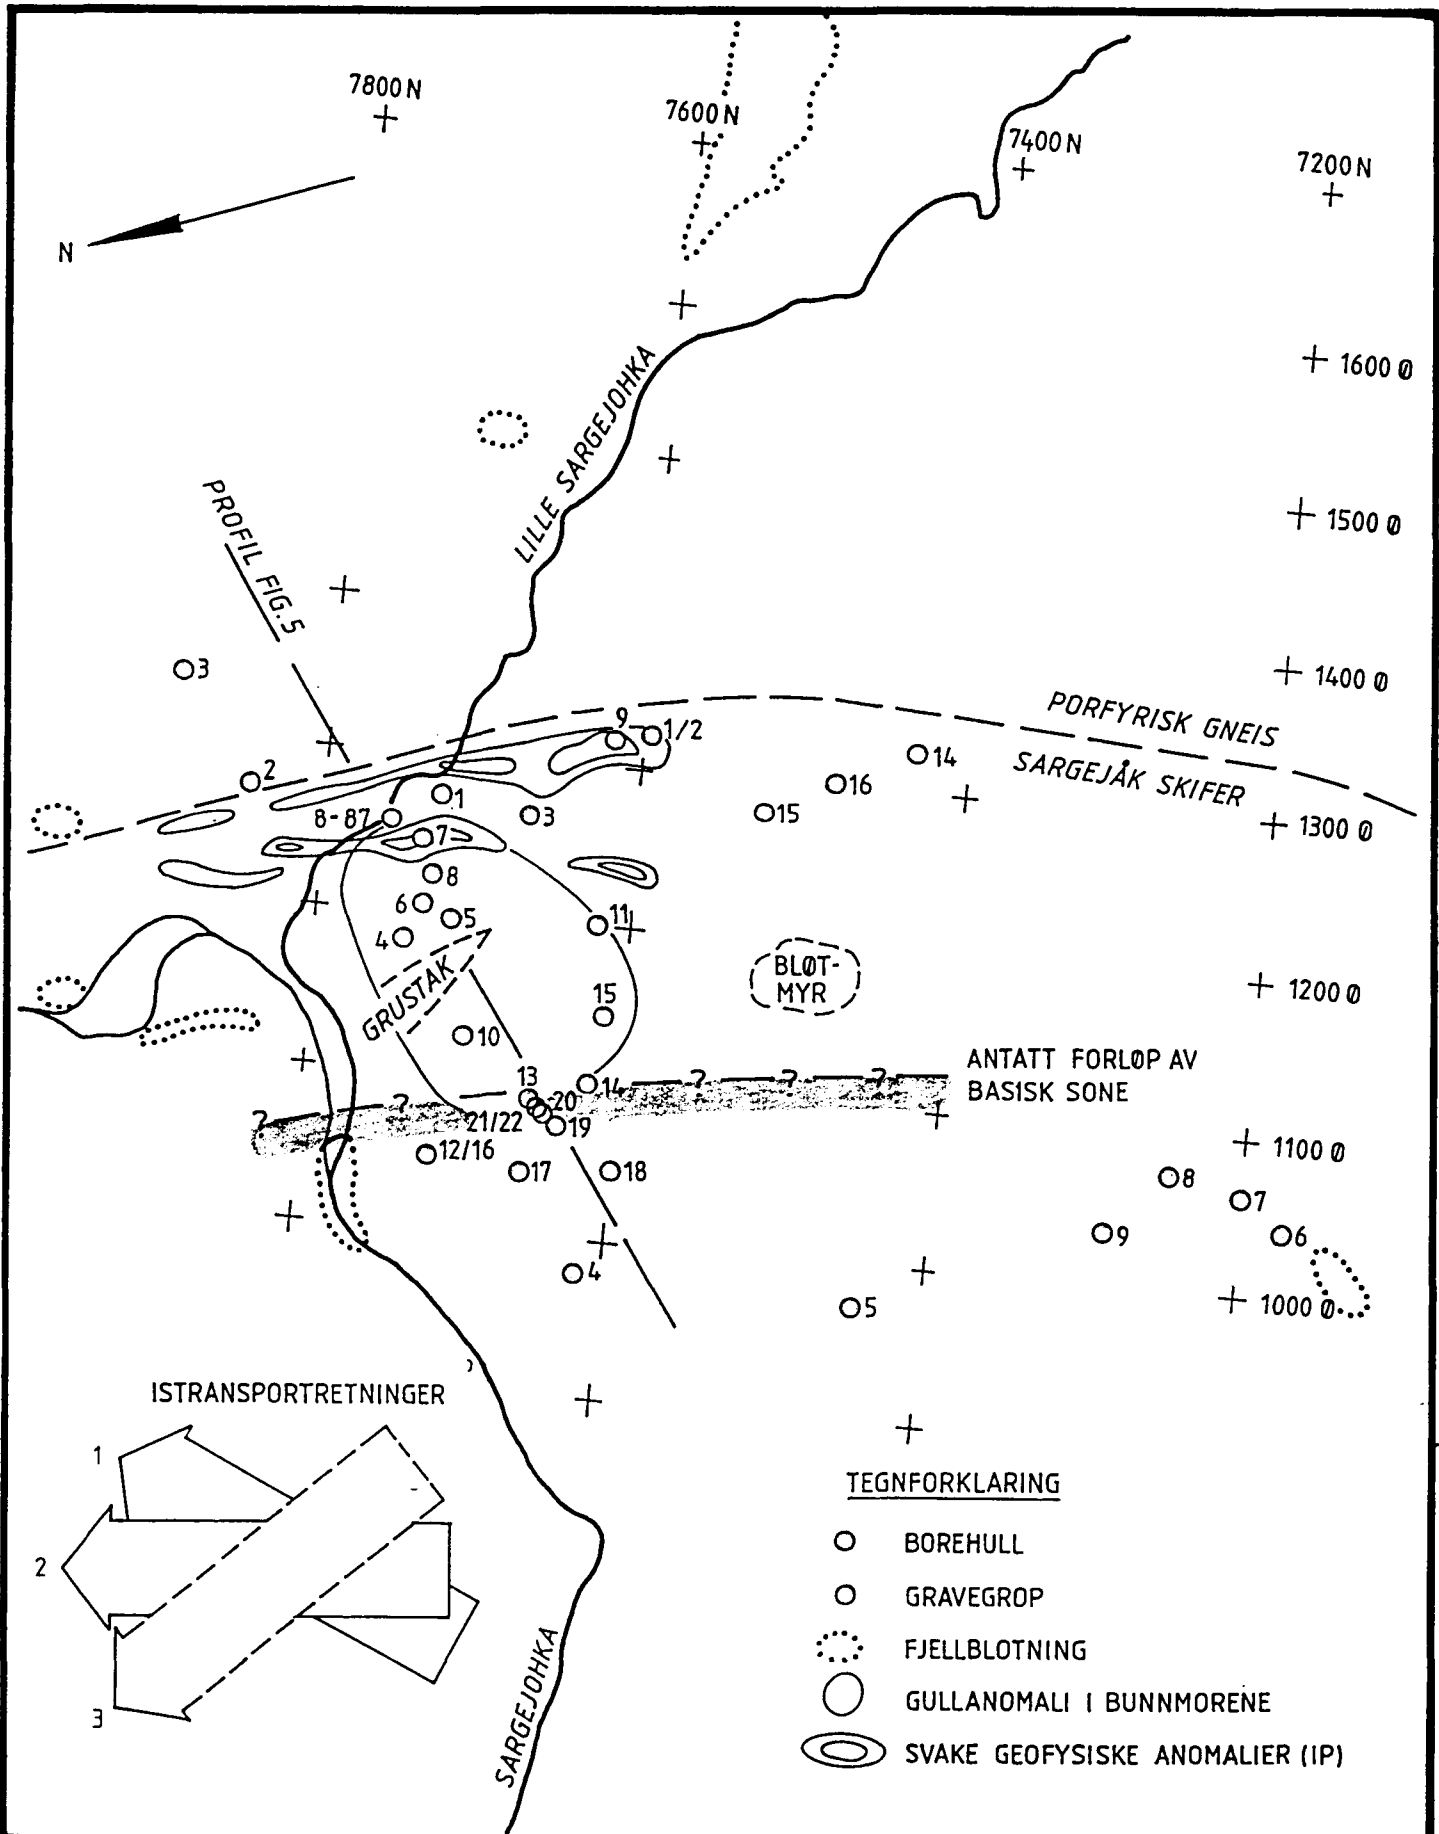 7800 N
7600 N
7400 N
7200 N
N
1600 Ø
LILLE SARGEJOHKA
PROFIL FIG. 5
1500 Ø
3
1400 Ø
PORFYRISK GNEIS
SARGEJÅK SKIFER
9
1/2
14
2
16
1
8-87
3
15
1300 Ø
7
8
6
5
4
11
GRUSTAK
BLØT-
MYR
15
1200 Ø
10
ANTATT FORLØP AV
BASISK SONE
13
14
?
?
?
?
?
20
21/22
19
12/16
17
18
1100 Ø
8
7
9
6
4
5
1000 Ø
ISTRANSPORTRETNINGER
1
2
3
SARGEJOHKA
TEGNFORKLARING
BOREHULL
GRAVEGROP
FJELLBLOTNING
GULLANOMALI I BUNNMORENE
SVAKE GEOFYSISKE ANOMALIER (IP)